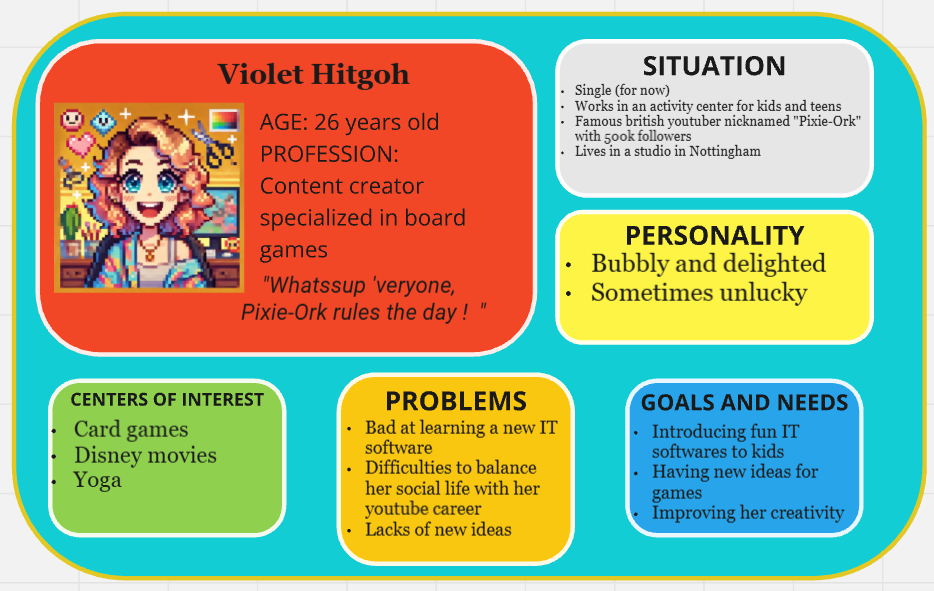 Violet Hitgoh
AGE: 26 years old
PROFESSION:
Content creator
specialized in board
games
"Whatssup 'veryone,
Pixie-Ork rules the day ! "
SITUATION
• Single (for now)
• Works in an activity center for kids and teens
• Famous british youtuber nicknamed "Pixie-Ork"
with 500k followers
• Lives in a studio in Nottingham
PERSONALITY
• Bubbly and delighted
• Sometimes unlucky
CENTERS OF INTEREST
• Card games
• Disney movies
• Yoga
PROBLEMS
• Bad at learning a new IT
software
• Difficulties to balance
her social life with her
youtube career
• Lacks of new ideas
GOALS AND NEEDS
• Introducing fun IT
softwares to kids
• Having new ideas for
games
• Improving her creativity